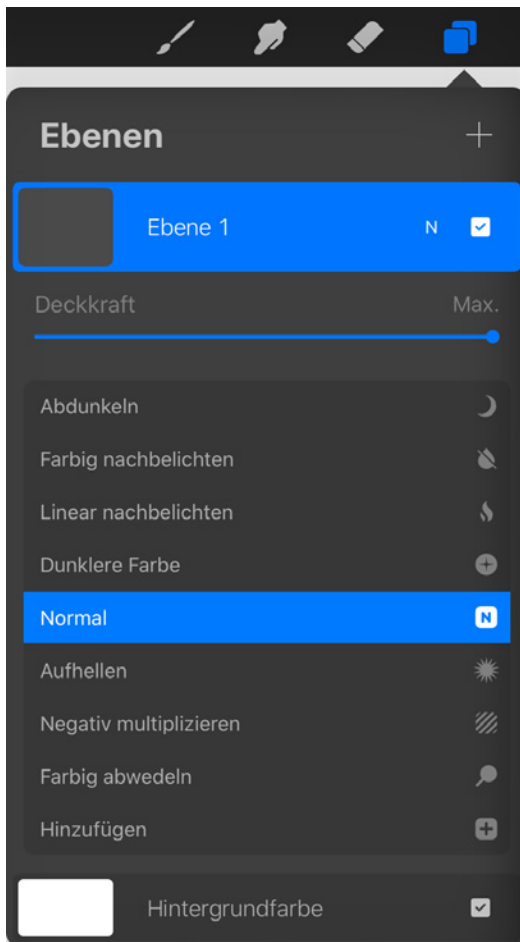 Ebenen
Ebene 1 N
Deckkraft Max.
Abdunkeln
Farbig nachbelichten
Linear nachbelichten
Dunklere Farbe
Normal N
Aufhellen
Negativ multiplizieren
Farbig abwedeln
Hinzufügen
Hintergrundfarbe